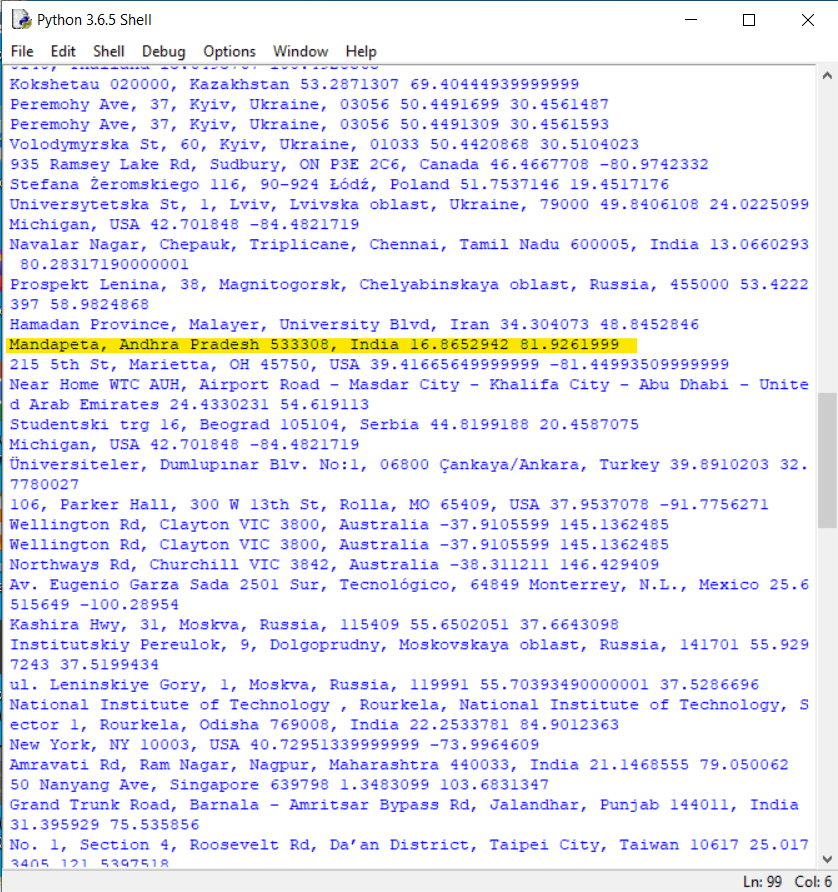 Python 3.6.5 Shell
File Edit Shell Debug Options Window Help
Kokshetau 020000, Kazakhstan 53.2871307 69.40444939999999
Peremohy Ave, 37, Kyiv, Ukraine, 03056 50.4491699 30.4561487
Peremohy Ave, 37, Kyiv, Ukraine, 03056 50.4491309 30.4561593
Volodymyrska St, 60, Kyiv, Ukraine, 01033 50.4420868 30.5104023
935 Ramsey Lake Rd, Sudbury, ON P3E 2C6, Canada 46.4667708 -80.9742332
Stefana Żeromskiego 116, 90-924 Łódź, Poland 51.7537146 19.4517176
Universytetska St, 1, Lviv, Lvivska oblast, Ukraine, 79000 49.8406108 24.0225099
Michigan, USA 42.701848 -84.4821719
Navalar Nagar, Chepauk, Triplicane, Chennai, Tamil Nadu 600005, India 13.0660293
80.28317190000001
Prospekt Lenina, 38, Magnitogorsk, Chelyabinskaya oblast, Russia, 455000 53.4222
397 58.9824868
Hamadan Province, Malayer, University Blvd, Iran 34.304073 48.8452846
Mandapeta, Andhra Pradesh 533308, India 16.8652942 81.9261999
215 5th St, Marietta, OH 45750, USA 39.41665649999999 -81.44993509999999
Near Home WTC AUH, Airport Road - Masdar City - Khalifa City - Abu Dhabi - Unite
d Arab Emirates 24.4330231 54.619113
Studentski trg 16, Beograd 105104, Serbia 44.8199188 20.4587075
Michigan, USA 42.701848 -84.4821719
Üniversiteler, Dumlupınar Blv. No:1, 06800 Çankaya/Ankara, Turkey 39.8910203 32.
7780027
106, Parker Hall, 300 W 13th St, Rolla, MO 65409, USA 37.9537078 -91.7756271
Wellington Rd, Clayton VIC 3800, Australia -37.9105599 145.1362485
Wellington Rd, Clayton VIC 3800, Australia -37.9105599 145.1362485
Northways Rd, Churchill VIC 3842, Australia -38.311211 146.429409
Av. Eugenio Garza Sada 2501 Sur, Tecnológico, 64849 Monterrey, N.L., Mexico 25.6
515649 -100.28954
Kashira Hwy, 31, Moskva, Russia, 115409 55.6502051 37.6643098
Institutskiy Pereulok, 9, Dolgoprudny, Moskovskaya oblast, Russia, 141701 55.929
7243 37.5199434
ul. Leninskiye Gory, 1, Moskva, Russia, 119991 55.70393490000001 37.5286696
National Institute of Technology , Rourkela, National Institute of Technology, S
ector 1, Rourkela, Odisha 769008, India 22.2533781 84.9012363
New York, NY 10003, USA 40.72951339999999 -73.9964609
Amravati Rd, Ram Nagar, Nagpur, Maharashtra 440033, India 21.1468555 79.050062
50 Nanyang Ave, Singapore 639798 1.3483099 103.6831347
Grand Trunk Road, Barnala - Amritsar Bypass Rd, Jalandhar, Punjab 144011, India
31.395929 75.535856
No. 1, Section 4, Roosevelt Rd, Da’an District, Taipei City, Taiwan 10617 25.017
3405 121.5397518
Ln: 99 Col: 6